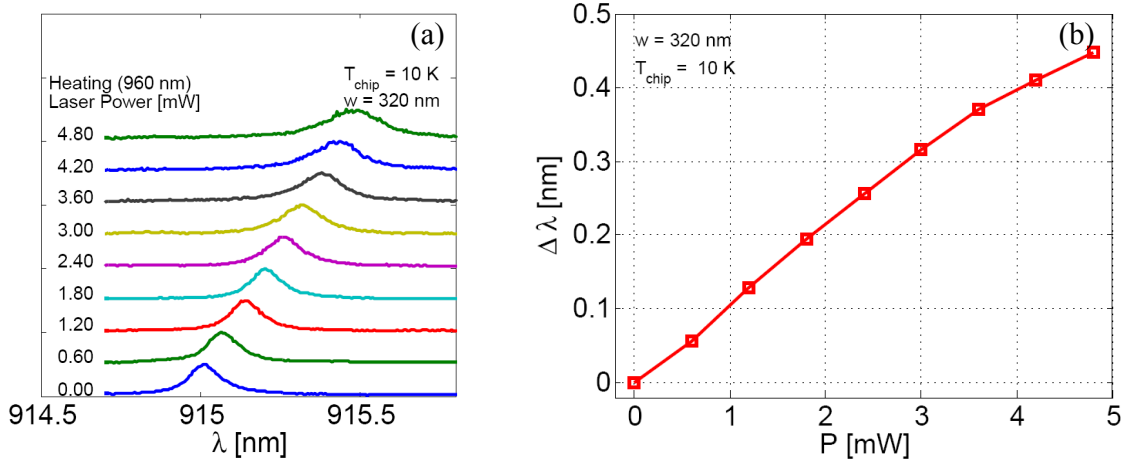 (a)
Heating (960 nm)
Laser Power [mW]
T_chip = 10 K
w = 320 nm
4.80
4.20
3.60
3.00
2.40
1.80
1.20
0.60
0.00
914.5 915 915.5
λ [nm]
(b)
w = 320 nm
T_chip = 10 K
0.5
0.4
0.3
0.2
0.1
0
Δ λ [nm]
0 1 2 3 4 5
P [mW]